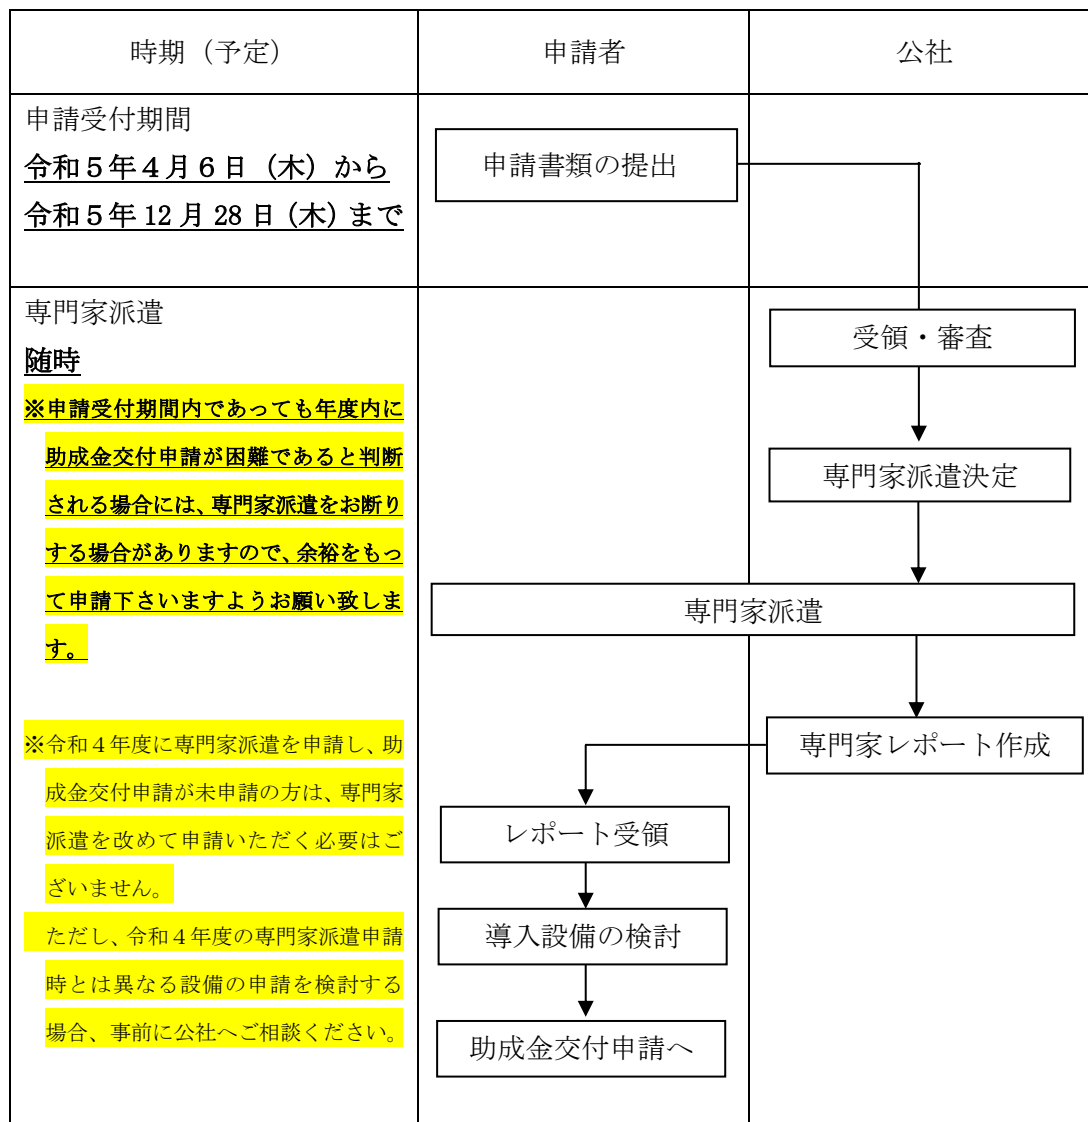 時期（予定）
申請者
公社
申請受付期間
令和５年４月６日（木）から
令和５年 12 月 28 日（木）まで
申請書類の提出
専門家派遣
随時
※申請受付期間内であっても年度内に
助成金交付申請が困難であると判断
される場合には、専門家派遣をお断り
する場合がありますので、余裕をもっ
て申請下さいますようお願い致しま
す。
※令和４年度に専門家派遣を申請し、助
成金交付申請が未申請の方は、専門家
派遣を改めて申請いただく必要はご
ざいません。
ただし、令和４年度の専門家派遣申請
時とは異なる設備の申請を検討する
場合、事前に公社へご相談ください。
受領・審査
専門家派遣決定
専門家派遣
専門家レポート作成
レポート受領
導入設備の検討
助成金交付申請へ